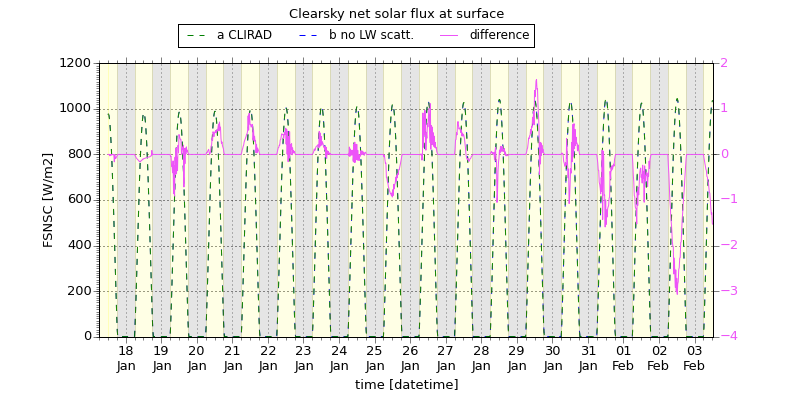 Clearsky net solar flux at surface
a CLIRAD b no LW scatt. difference
1200 2
1000 1
800 0
600 −1
400 −2
200 −3
0 −4
FSNSC [W/m2]
18 19 20 21 22 23 24 25 26 27 28 29 30 31 01 02 03
Jan Jan Jan Jan Jan Jan Jan Jan Jan Jan Jan Jan Jan Jan Feb Feb Feb
time [datetime]